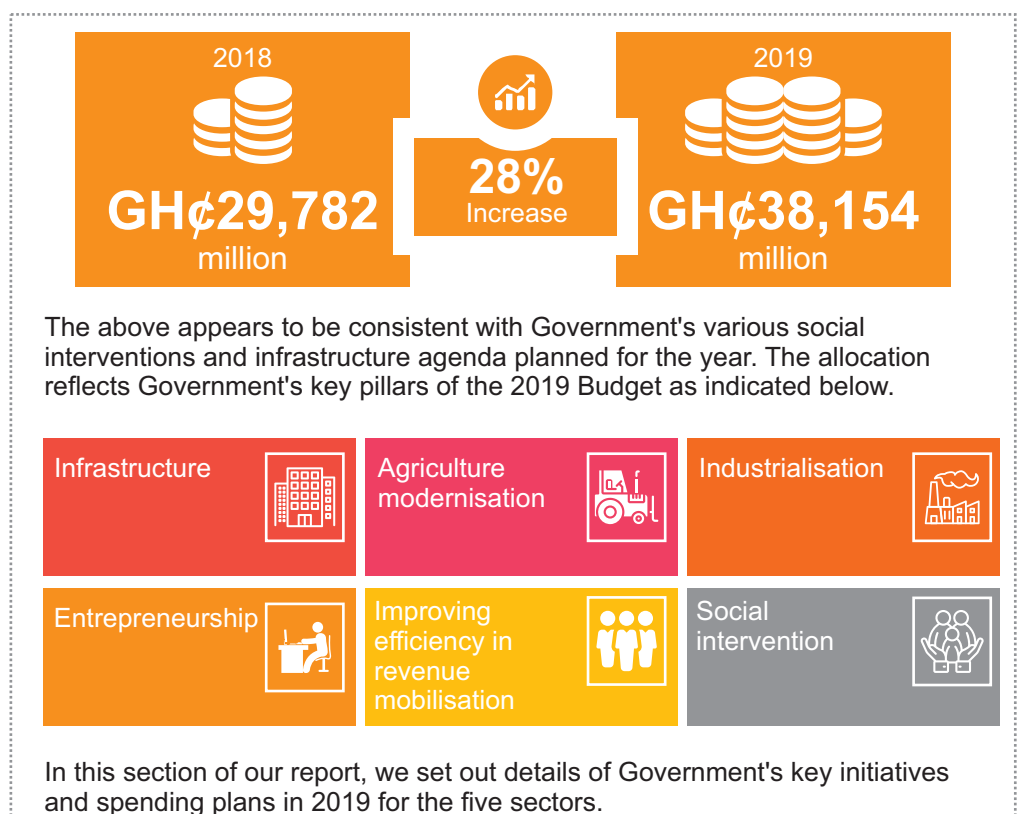 2018
GH¢29,782
million
28%
Increase
2019
GH¢38,154
million
The above appears to be consistent with Government's various social
interventions and infrastructure agenda planned for the year. The allocation
reflects Government's key pillars of the 2019 Budget as indicated below.
Infrastructure
Agriculture
modernisation
Industrialisation
Entrepreneurship
Improving
efficiency in
revenue
mobilisation
Social
intervention
In this section of our report, we set out details of Government's key initiatives
and spending plans in 2019 for the five sectors.